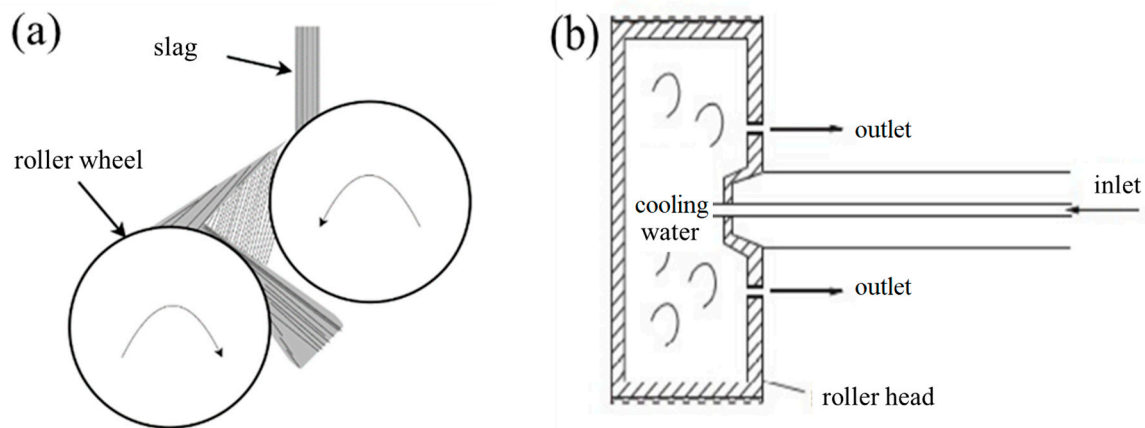 (a)
slag
roller wheel
(b)
outlet
inlet
cooling
water
outlet
roller head